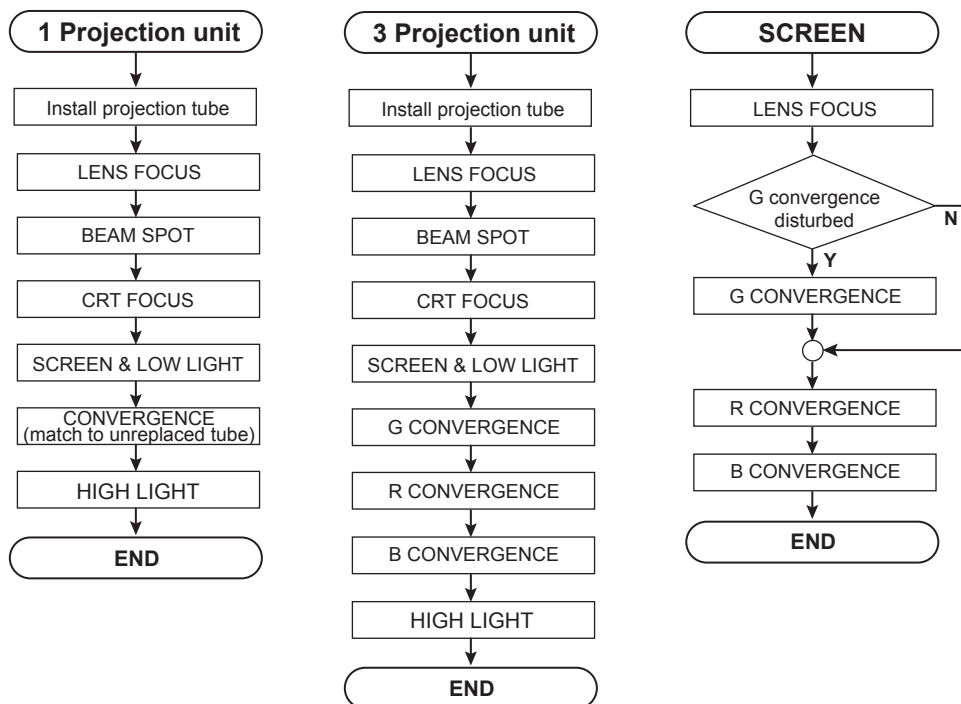 1 Projection unit
Install projection tube
LENS FOCUS
BEAM SPOT
CRT FOCUS
SCREEN & LOW LIGHT
CONVERGENCE
(match to unreplaced tube)
HIGH LIGHT
END
3 Projection unit
Install projection tube
LENS FOCUS
BEAM SPOT
CRT FOCUS
SCREEN & LOW LIGHT
G CONVERGENCE
R CONVERGENCE
B CONVERGENCE
HIGH LIGHT
END
SCREEN
LENS FOCUS
G convergence
disturbed
N
Y
G CONVERGENCE
R CONVERGENCE
B CONVERGENCE
END